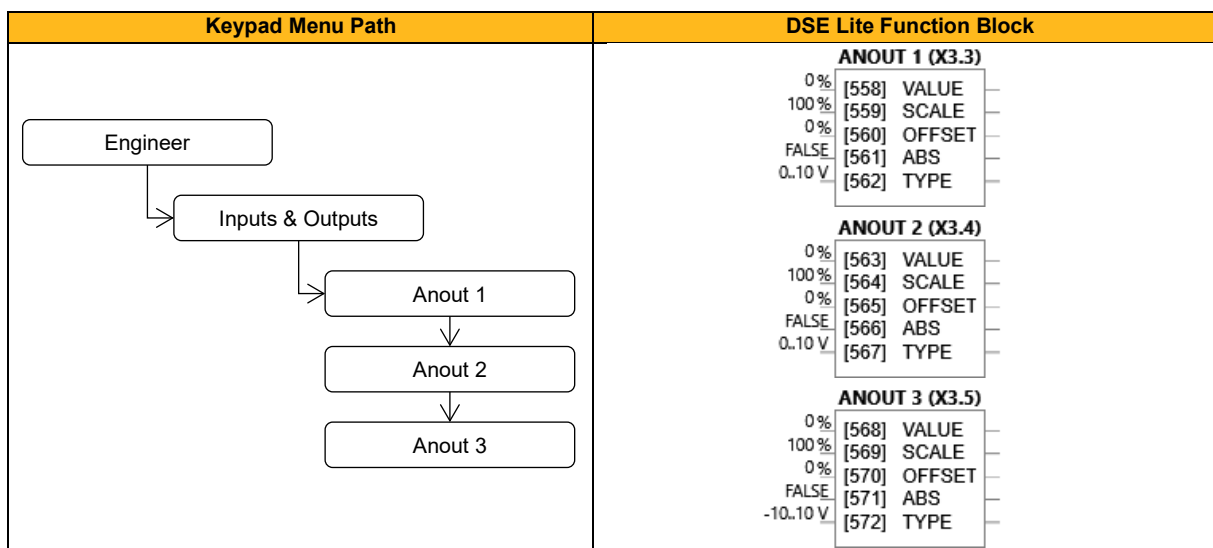 Keypad Menu Path
DSE Lite Function Block
Engineer
Inputs & Outputs
Anout 1
Anout 2
Anout 3
ANOUT 1 (X3.3)
0 % [558] VALUE
100 % [559] SCALE
0 % [560] OFFSET
FALSE [561] ABS
0..10 V [562] TYPE
ANOUT 2 (X3.4)
0 % [563] VALUE
100 % [564] SCALE
0 % [565] OFFSET
FALSE [566] ABS
0..10 V [567] TYPE
ANOUT 3 (X3.5)
0 % [568] VALUE
100 % [569] SCALE
0 % [570] OFFSET
FALSE [571] ABS
-10..10 V [572] TYPE